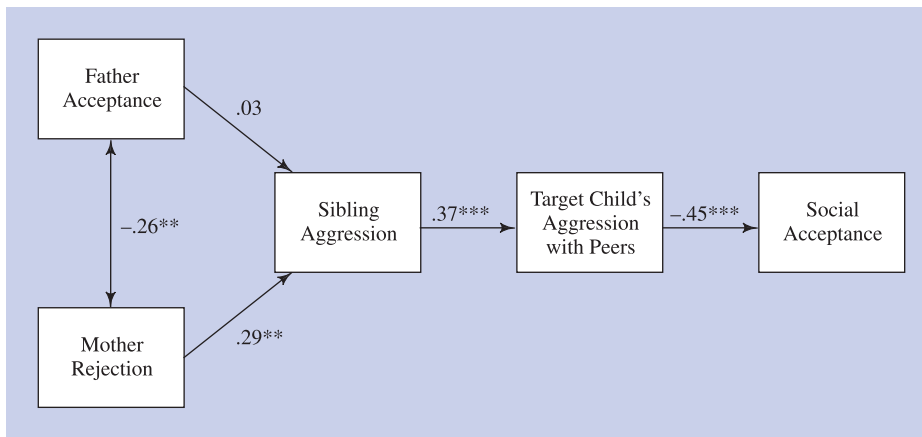 Father
Acceptance
.03
–.26**
Mother
Rejection
.29**
Sibling
Aggression
.37***
Target Child's
Aggression
with Peers
–.45***
Social
Acceptance